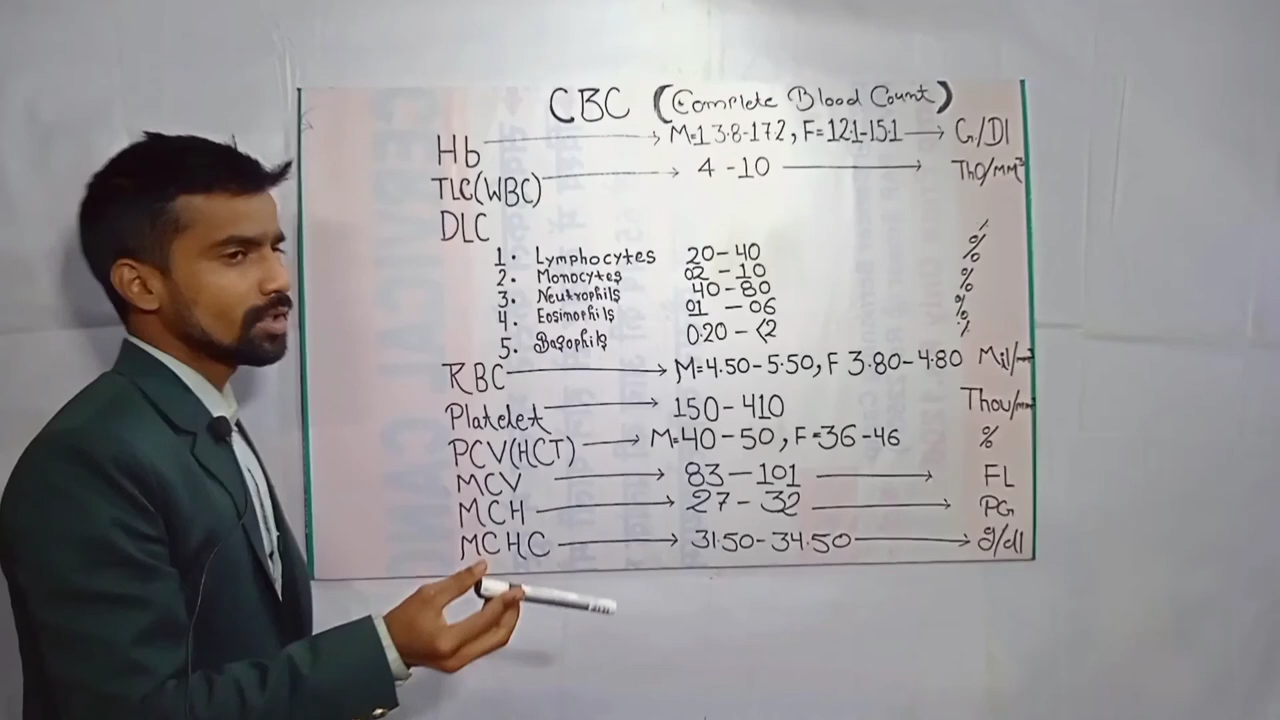 CBC (Complete Blood Count)
Hb → M=13.8-17.2, F=12.1-15.1 → G/Dl
TLC(WBC) → 4-10 → Tho/mm³
DLC
1. Lymphocytes 20-40 %
2. Monocytes 02-10 %
3. Neutrophils 40-80 %
4. Eosinophils 01-06 %
5. Basophils 0.20-<2 %
RBC → M=4.50-5.50, F 3.80-4.80 Mil/mm³
Platelet → 150-410 Thou/mm
PCV(HCT) → M=40-50, F=36-46 %
MCV → 83-101 → FL
MCH → 27-32 → PG
MCHC → 31.50-34.50 → g/dl